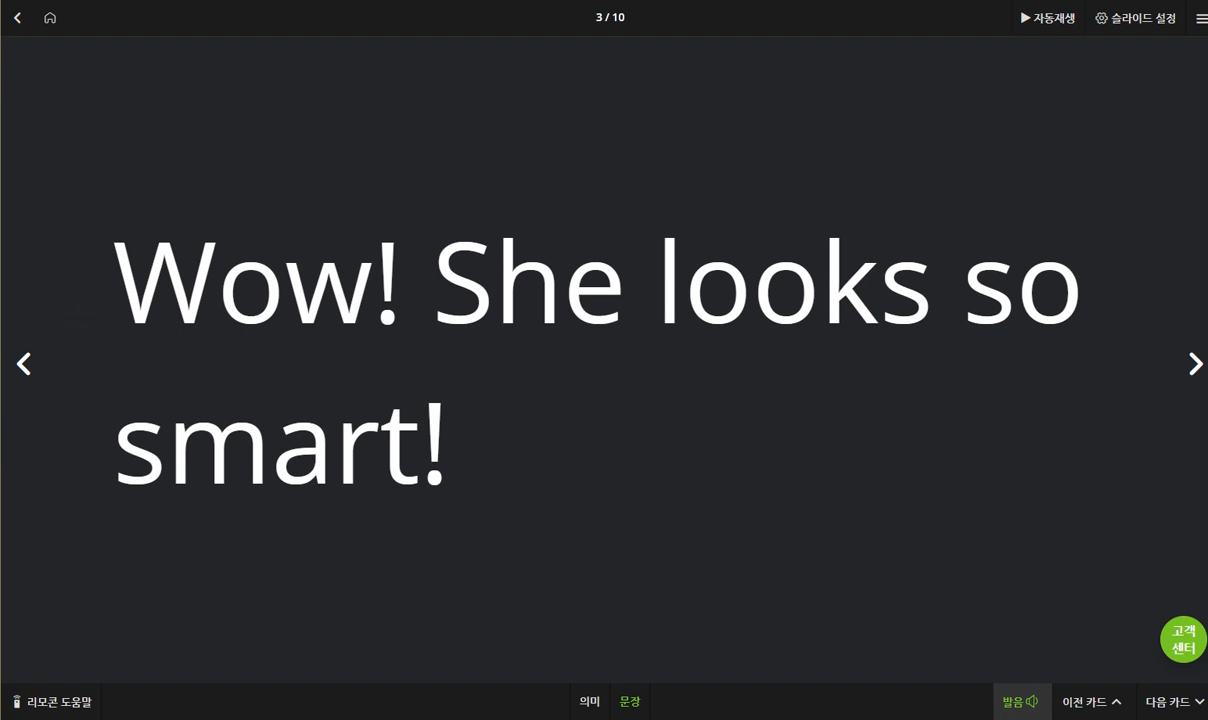 3 / 10
자동재생
슬라이드 설정
Wow! She looks so
smart!
고객
센터
리모콘 도움말
의미
문장
발음
이전 카드
다음 카드